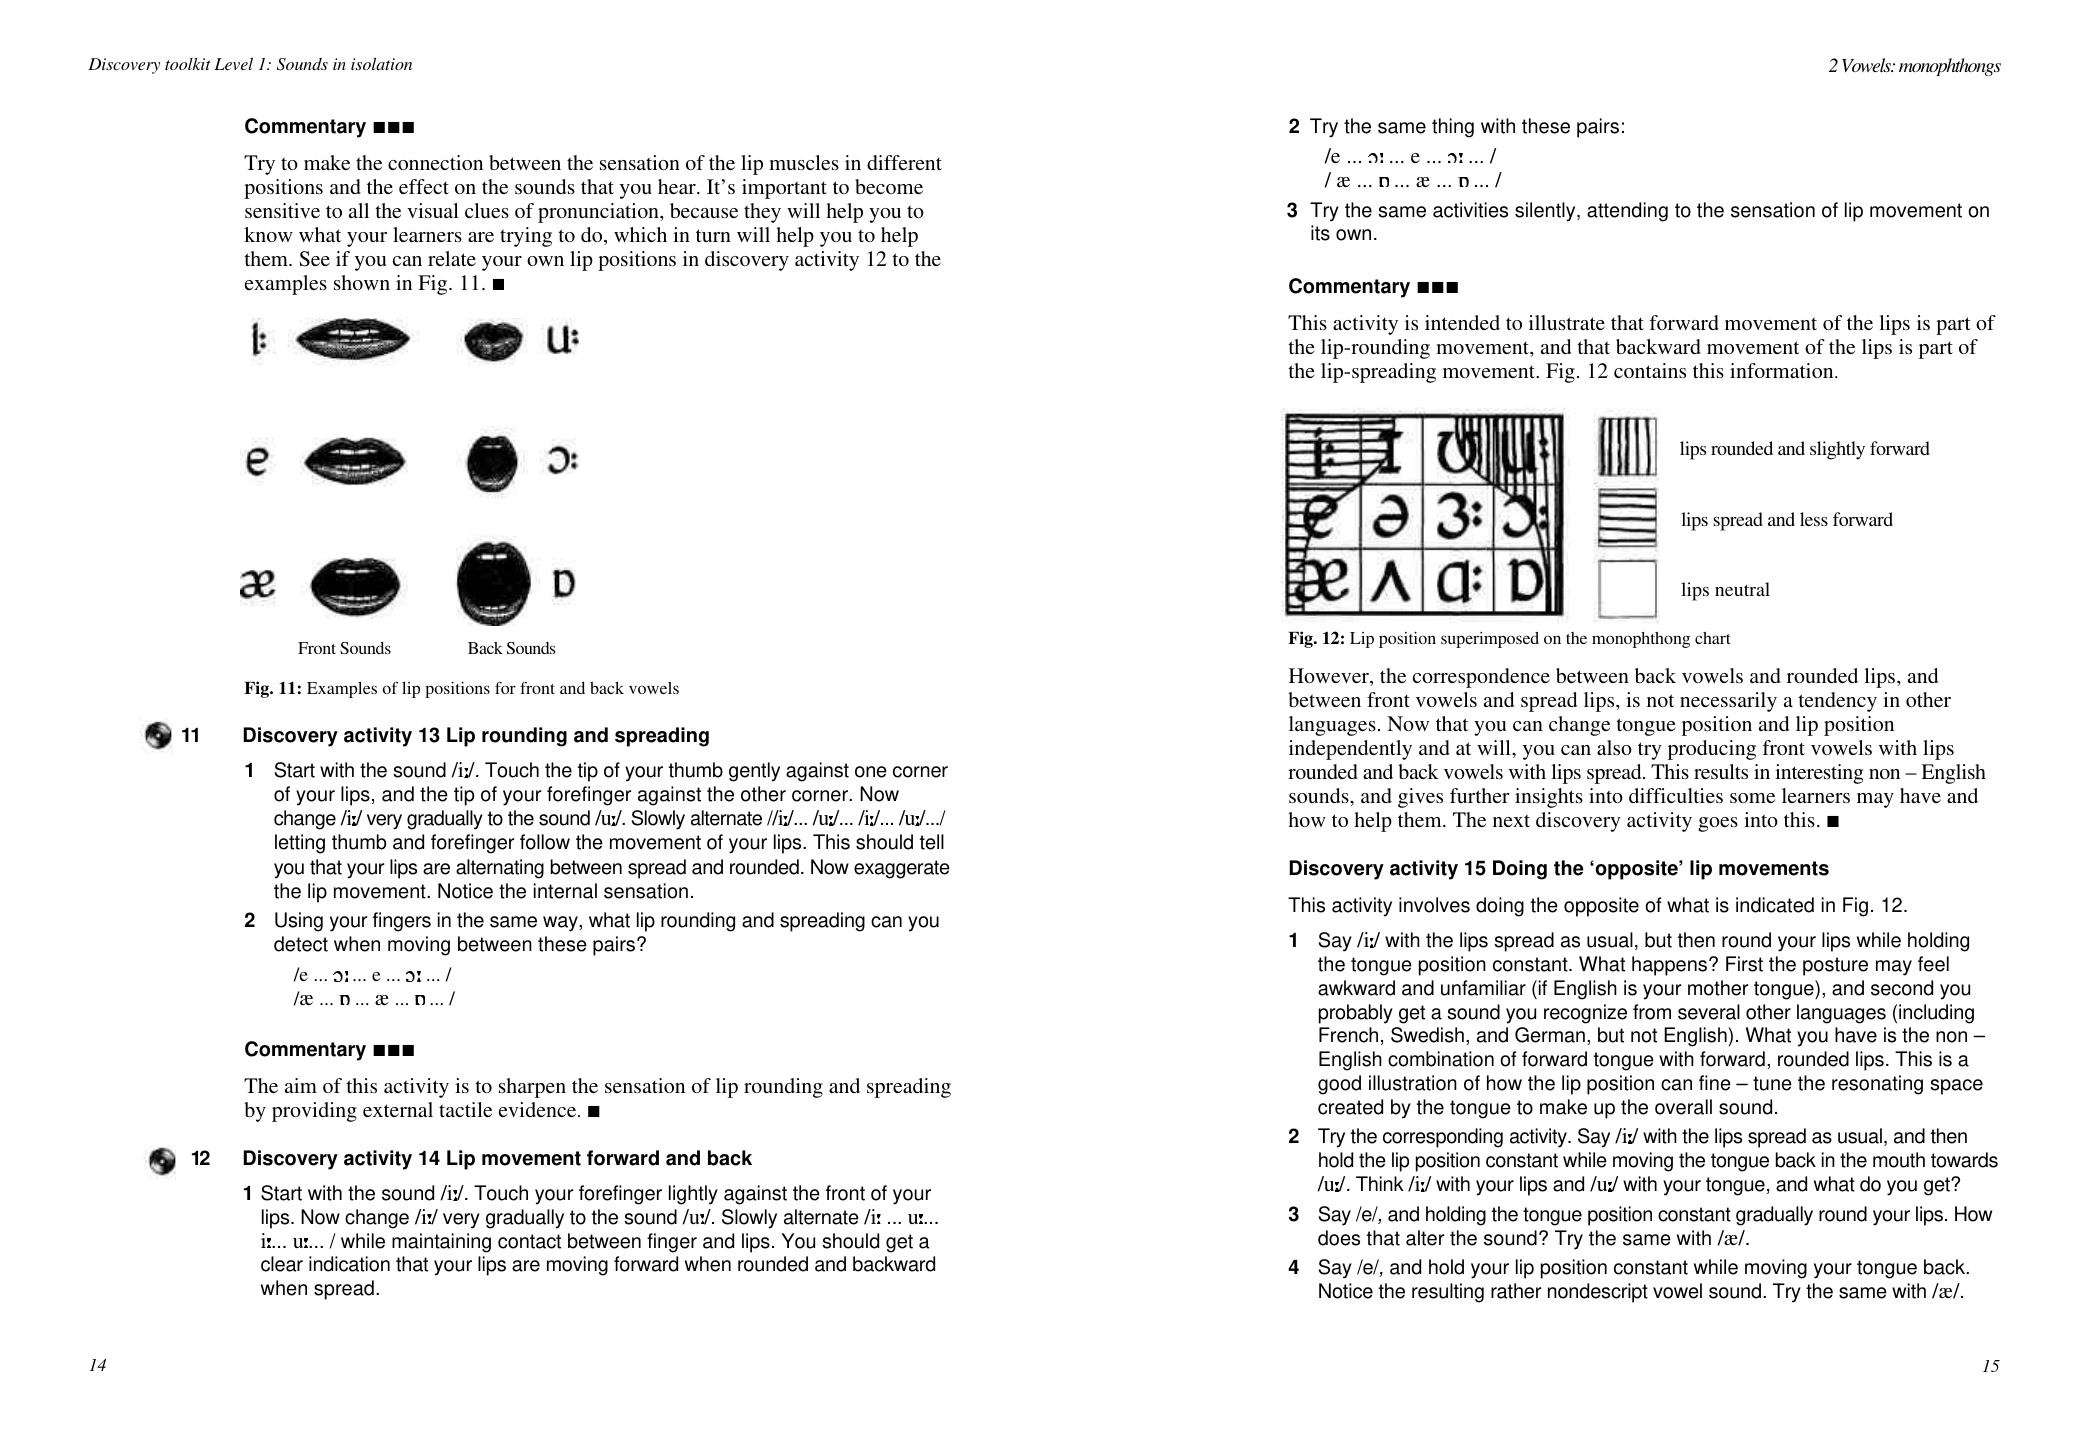 Discovery toolkit Level 1: Sounds in isolation
Commentary ■■■
Try to make the connection between the sensation of the lip muscles in different
positions and the effect on the sounds that you hear. It’s important to become
sensitive to all the visual clues of pronunciation, because they will help you to
know what your learners are trying to do, which in turn will help you to help
them. See if you can relate your own lip positions in discovery activity 12 to the
examples shown in Fig. 11. ■
iː uː
e ɔː
æ ɒ
Front Sounds Back Sounds
Fig. 11: Examples of lip positions for front and back vowels
11 Discovery activity 13 Lip rounding and spreading
1 Start with the sound /iː/. Touch the tip of your thumb gently against one corner
of your lips, and the tip of your forefinger against the other corner. Now
change /iː/ very gradually to the sound /uː/. Slowly alternate //iː/... /uː/... /iː/... /uː/.../
letting thumb and forefinger follow the movement of your lips. This should tell
you that your lips are alternating between spread and rounded. Now exaggerate
the lip movement. Notice the internal sensation.
2 Using your fingers in the same way, what lip rounding and spreading can you
detect when moving between these pairs?
/e ... ɔː ... e ... ɔː ... /
/æ ... ɒ ... æ ... ɒ ... /
Commentary ■■■
The aim of this activity is to sharpen the sensation of lip rounding and spreading
by providing external tactile evidence. ■
12 Discovery activity 14 Lip movement forward and back
1 Start with the sound /iː/. Touch your forefinger lightly against the front of your
lips. Now change /iː/ very gradually to the sound /uː/. Slowly alternate /iː ... uː...
iː... uː... / while maintaining contact between finger and lips. You should get a
clear indication that your lips are moving forward when rounded and backward
when spread.
14
2 Vowels: monophthongs
2 Try the same thing with these pairs:
/e ... ɔː ... e ... ɔː ... /
/ æ ... ɒ ... æ ... ɒ ... /
3 Try the same activities silently, attending to the sensation of lip movement on
its own.
Commentary ■■■
This activity is intended to illustrate that forward movement of the lips is part of
the lip-rounding movement, and that backward movement of the lips is part of
the lip-spreading movement. Fig. 12 contains this information.
iː ɪ ʊ uː
e ə ɜː ɔː
æ ʌ ɑː ɒ
lips rounded and slightly forward
lips spread and less forward
lips neutral
Fig. 12: Lip position superimposed on the monophthong chart
However, the correspondence between back vowels and rounded lips, and
between front vowels and spread lips, is not necessarily a tendency in other
languages. Now that you can change tongue position and lip position
independently and at will, you can also try producing front vowels with lips
rounded and back vowels with lips spread. This results in interesting non – English
sounds, and gives further insights into difficulties some learners may have and
how to help them. The next discovery activity goes into this. ■
Discovery activity 15 Doing the ‘opposite’ lip movements
This activity involves doing the opposite of what is indicated in Fig. 12.
1 Say /iː/ with the lips spread as usual, but then round your lips while holding
the tongue position constant. What happens? First the posture may feel
awkward and unfamiliar (if English is your mother tongue), and second you
probably get a sound you recognize from several other languages (including
French, Swedish, and German, but not English). What you have is the non –
English combination of forward tongue with forward, rounded lips. This is a
good illustration of how the lip position can fine – tune the resonating space
created by the tongue to make up the overall sound.
2 Try the corresponding activity. Say /iː/ with the lips spread as usual, and then
hold the lip position constant while moving the tongue back in the mouth towards
/uː/. Think /iː/ with your lips and /uː/ with your tongue, and what do you get?
3 Say /e/, and holding the tongue position constant gradually round your lips. How
does that alter the sound? Try the same with /æ/.
4 Say /e/, and hold your lip position constant while moving your tongue back.
Notice the resulting rather nondescript vowel sound. Try the same with /æ/.
15